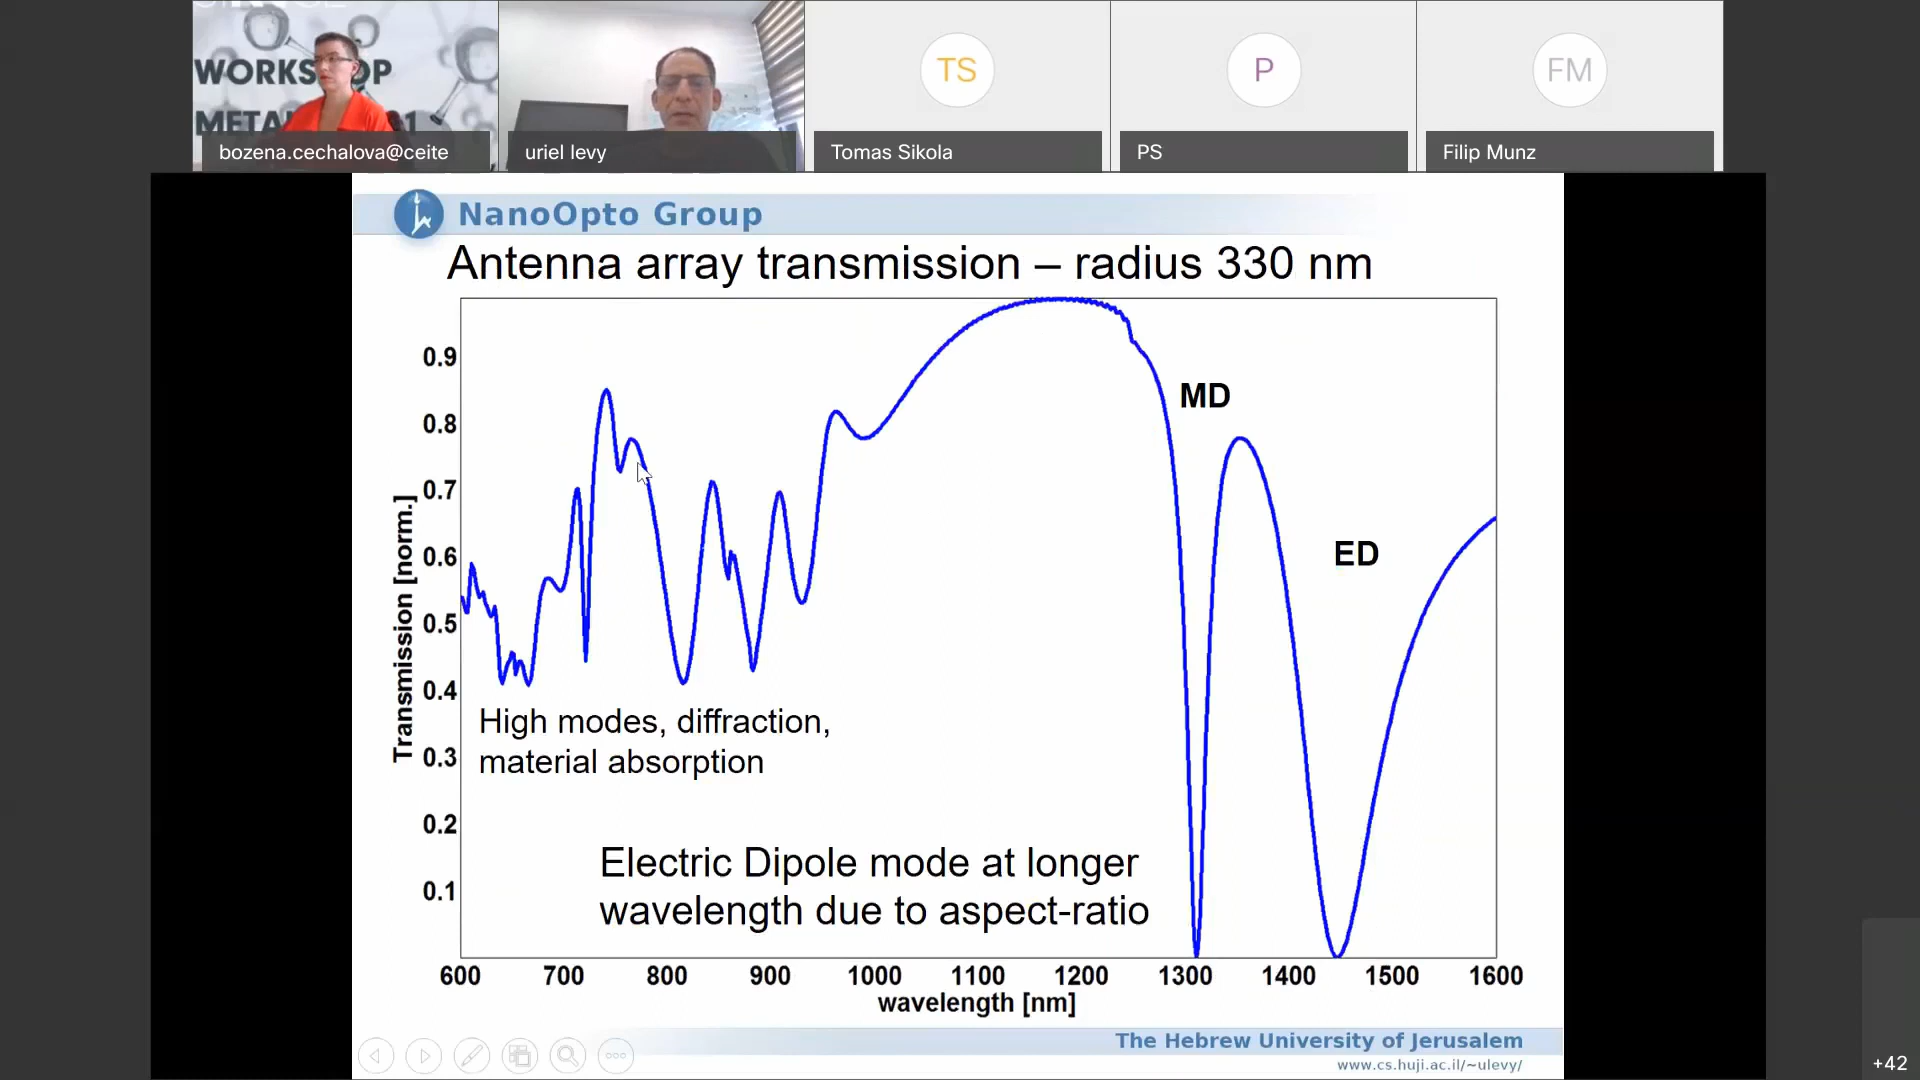 WORKSHOP
bozena.cechalova@ceite
uriel levy
TS
Tomas Sikola
P
PS
FM
Filip Munz
NanoOpto Group
Antenna array transmission – radius 330 nm
0.9
0.8
0.7
0.6
0.5
0.4
0.3
0.2
0.1
Transmission [norm.]
MD
ED
High modes, diffraction,
material absorption
Electric Dipole mode at longer
wavelength due to aspect-ratio
600 700 800 900 1000 1100 1200 1300 1400 1500 1600
wavelength [nm]
The Hebrew University of Jerusalem
www.cs.huji.ac.il/~ulevy/
+42